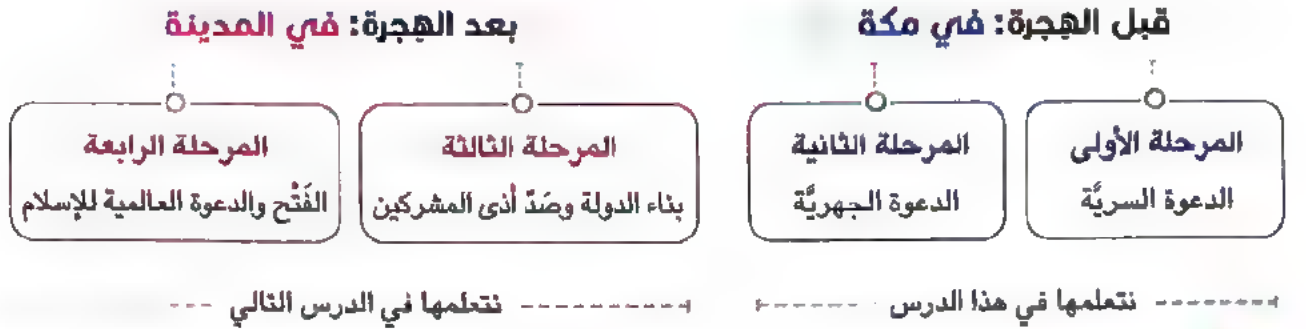 قبل الهجرة: في مكة
المرحلة الأولى
الدعوة السريَّة
المرحلة الثانية
الدعوة الجهريَّة
نتعلمها في هذا الدرس
بعد الهجرة: في المدينة
المرحلة الثالثة
بناء الدولة وصَدّ أذى المشركين
المرحلة الرابعة
الفَتْح والدعوة العالمية للإسلام
نتعلمها في الدرس التالي